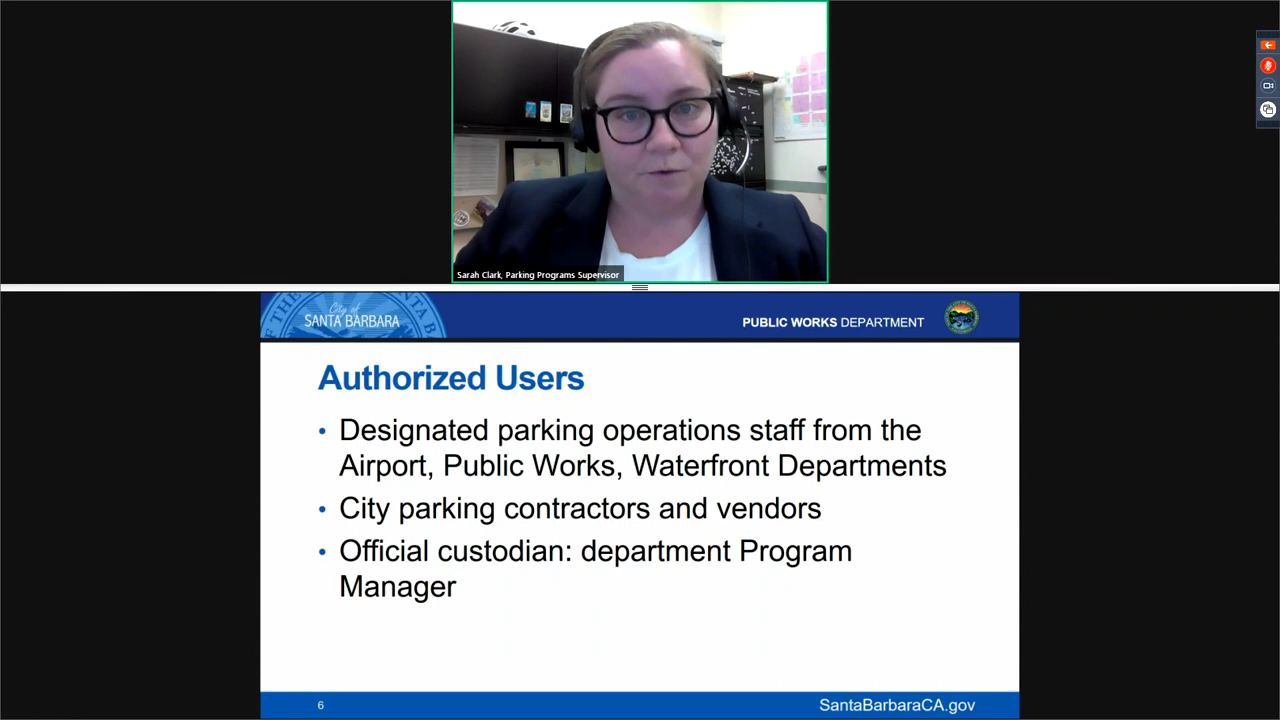 Sarah Clark, Parking Programs Supervisor
City of
SANTA BARBARA
PUBLIC WORKS DEPARTMENT
Authorized Users
• Designated parking operations staff from the
Airport, Public Works, Waterfront Departments
• City parking contractors and vendors
• Official custodian: department Program
Manager
6
SantaBarbaraCA.gov